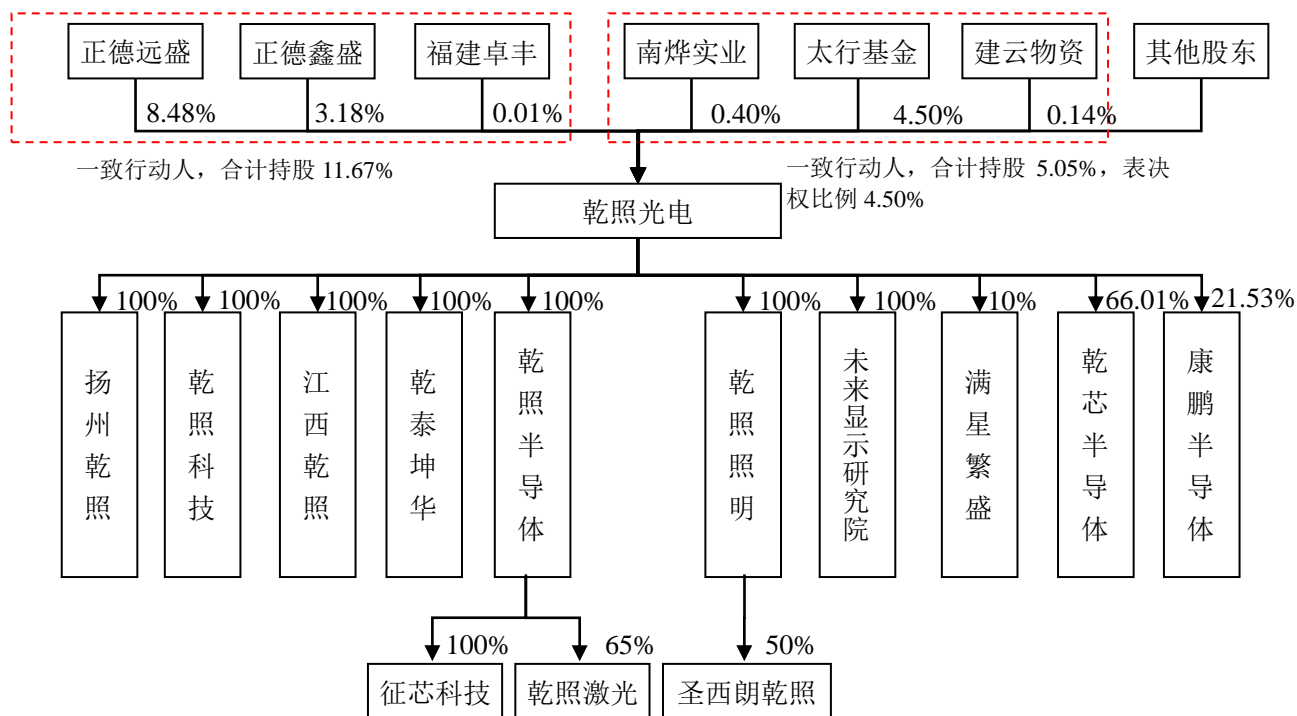 正德远盛
正德鑫盛
福建卓丰
南烨实业
太行基金
建云物资
其他股东
8.48%
3.18%
0.01%
0.40%
4.50%
0.14%
一致行动人，合计持股 11.67%
一致行动人，合计持股 5.05%，表决
权比例 4.50%
乾照光电
100%
100%
100%
100%
100%
100%
100%
10%
66.01%
21.53%
扬州乾照
乾照科技
江西乾照
乾泰坤华
乾照半导体
乾照照明
未来显示研究院
满星繁盛
乾芯半导体
康鹏半导体
100%
65%
50%
征芯科技
乾照激光
圣西朗乾照